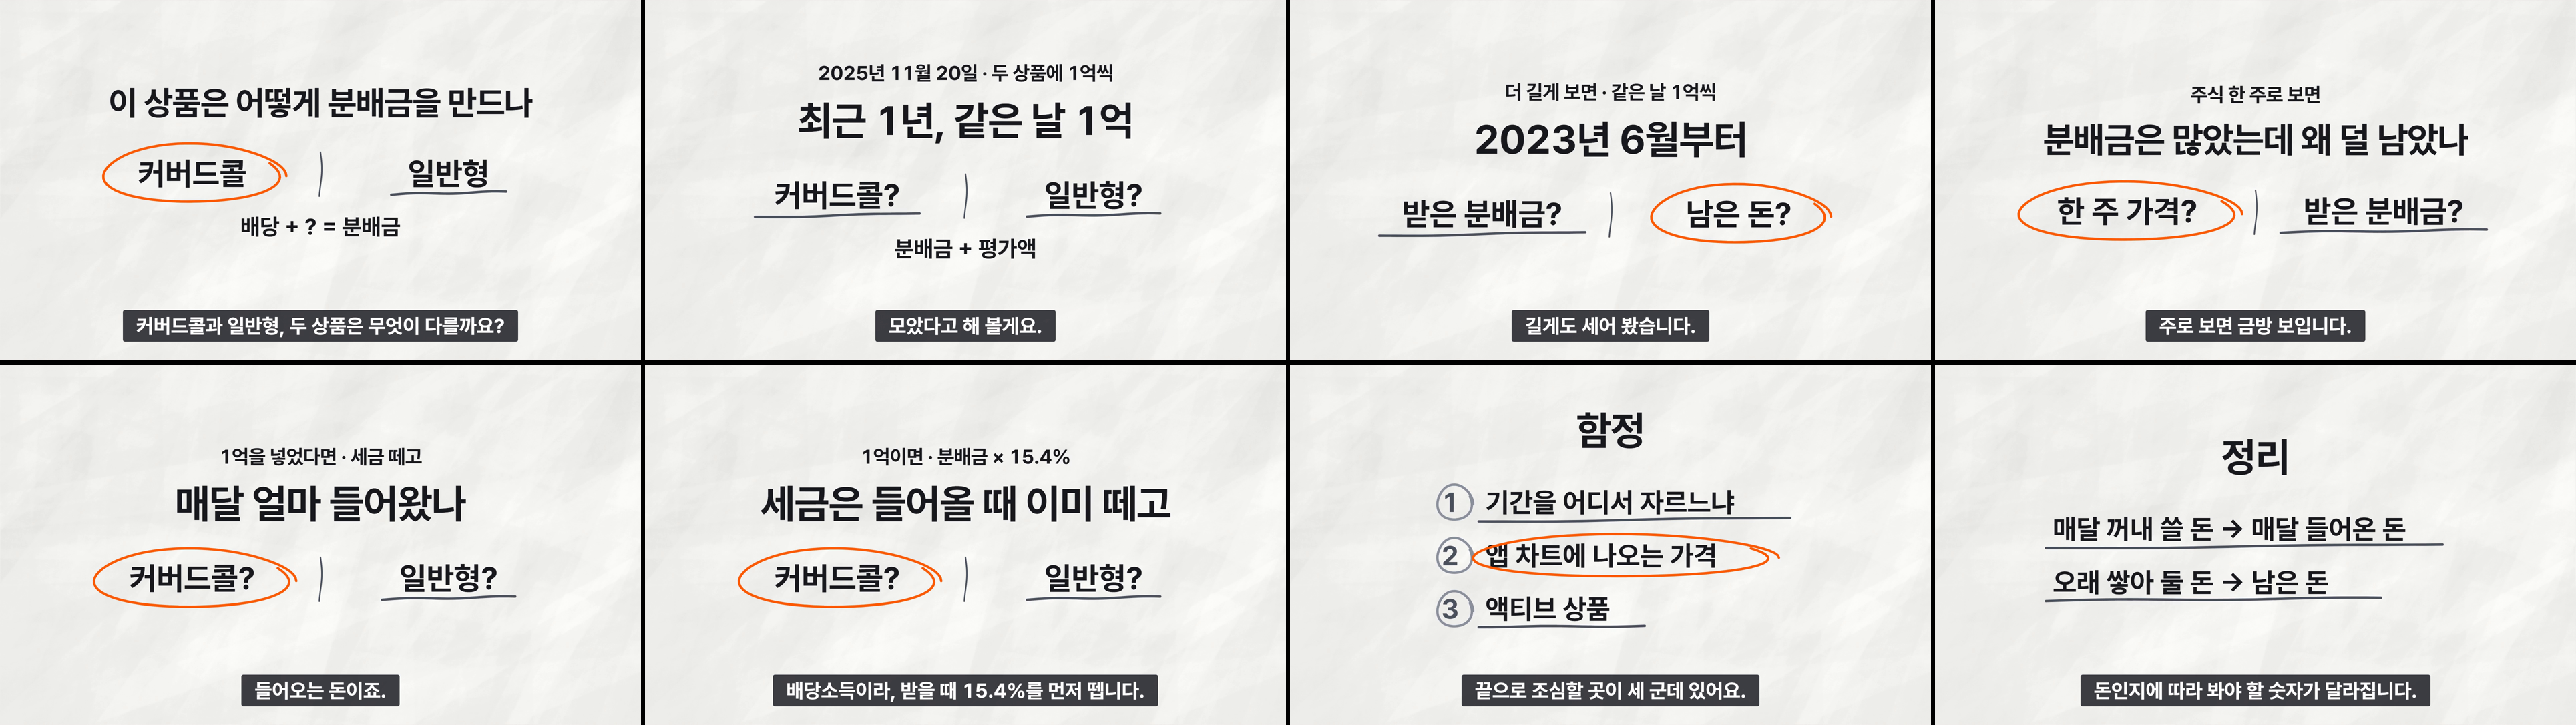 이 상품은 어떻게 분배금을 만드나
커버드콜 일반형
배당 + ? = 분배금
커버드콜과 일반형, 두 상품은 무엇이 다를까요?
2025년 11월 20일 · 두 상품에 1억씩
최근 1년, 같은 날 1억
커버드콜? 일반형?
분배금 + 평가액
모았다고 해 볼게요.
더 길게 보면 · 같은 날 1억씩
2023년 6월부터
받은 분배금? 남은 돈?
길게도 세어 봤습니다.
주식 한 주로 보면
분배금은 많았는데 왜 덜 남았나
한 주 가격? 받은 분배금?
주로 보면 금방 보입니다.
1억을 넣었다면 · 세금 떼고
매달 얼마 들어왔나
커버드콜? 일반형?
들어오는 돈이죠.
1억이면 · 분배금 × 15.4%
세금은 들어올 때 이미 떼고
커버드콜? 일반형?
배당소득이라, 받을 때 15.4%를 먼저 뗍니다.
함정
1 기간을 어디서 자르느냐
2 앱 차트에 나오는 가격
3 액티브 상품
끝으로 조심할 곳이 세 군데 있어요.
정리
매달 꺼내 쓸 돈 → 매달 들어온 돈
오래 쌓아 둘 돈 → 남은 돈
돈인지에 따라 봐야 할 숫자가 달라집니다.